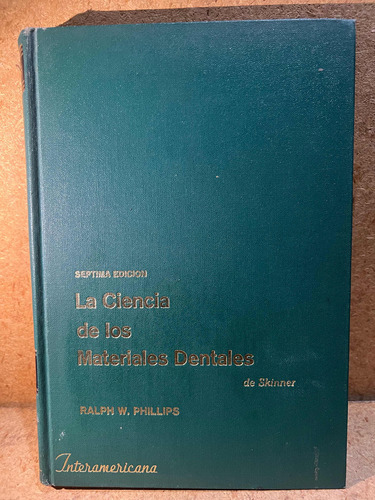 SEPTIMA EDICION
La Ciencia
de los
Materiales Dentales
de Skinner
RALPH W. PHILLIPS
Interamericana